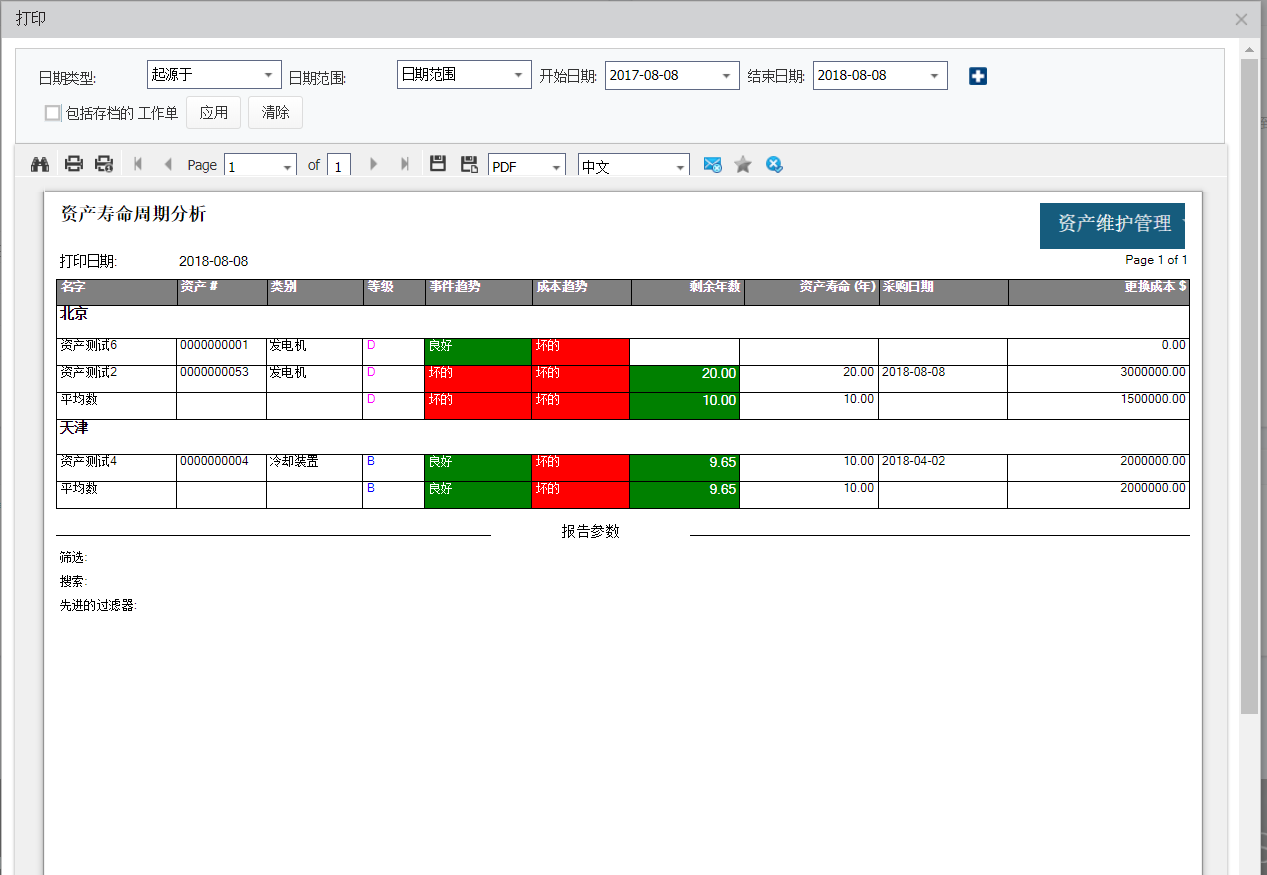 打印
日期类型: 起源于 日期范围: 日期范围 开始日期: 2017-08-08 结束日期: 2018-08-08
包括存档的 工作单 应用 清除
Page 1 of 1 PDF 中文
资产寿命周期分析
资产维护管理
打印日期: 2018-08-08
Page 1 of 1
名字 资产 # 类别 等级 事件趋势 成本趋势 剩余年数 资产寿命 (年) 采购日期 更换成本 $
北京
资产测试6 0000000001 发电机 D 良好 坏的 0.00
资产测试2 0000000053 发电机 D 坏的 坏的 20.00 20.00 2018-08-08 3000000.00
平均数 D 坏的 坏的 10.00 10.00 1500000.00
天津
资产测试4 0000000004 冷却装置 B 良好 坏的 9.65 10.00 2018-04-02 2000000.00
平均数 B 良好 坏的 9.65 10.00 2000000.00
报告参数
筛选:
搜索:
先进的过滤器: